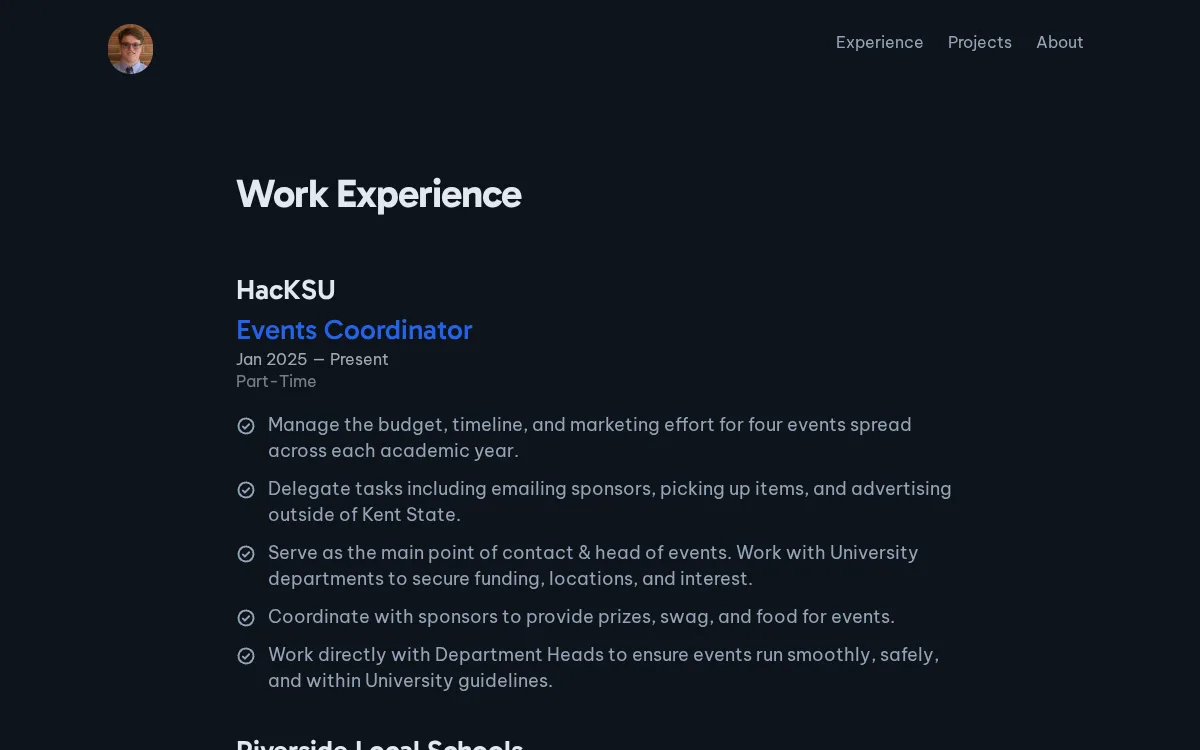 Experience Projects About
Work Experience
HacKSU
Events Coordinator
Jan 2025 — Present
Part-Time
Manage the budget, timeline, and marketing effort for four events spread
across each academic year.
Delegate tasks including emailing sponsors, picking up items, and advertising
outside of Kent State.
Serve as the main point of contact & head of events. Work with University
departments to secure funding, locations, and interest.
Coordinate with sponsors to provide prizes, swag, and food for events.
Work directly with Department Heads to ensure events run smoothly, safely,
and within University guidelines.
Riverside Local Schools